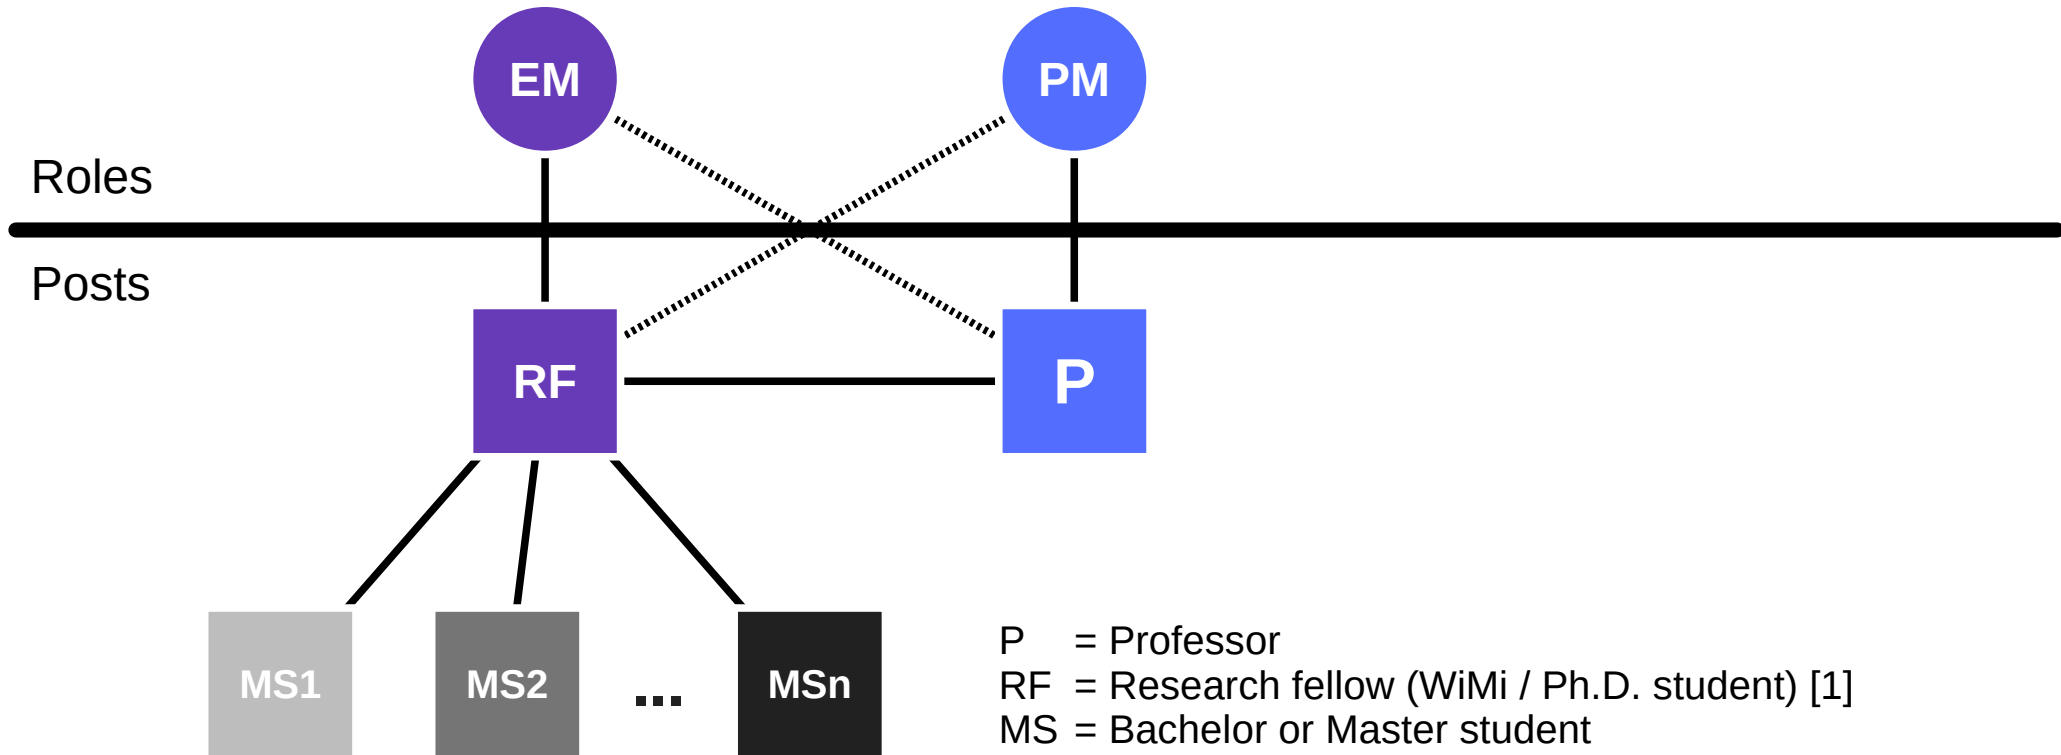 EM PM
Roles
Posts
RF P
MS1 MS2 ... MSn
P = Professor
RF = Research fellow (WiMi / Ph.D. student) [1]
MS = Bachelor or Master student